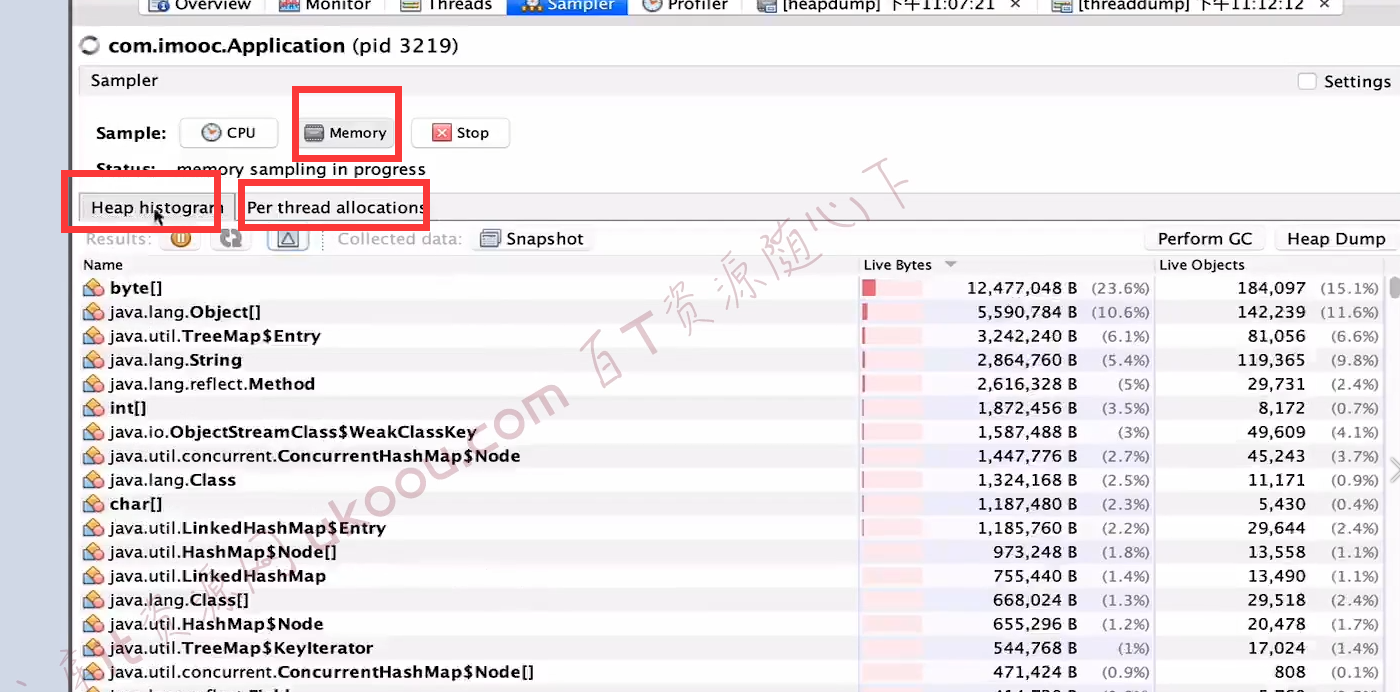 Overview Monitor Threads Sampler Profiler [heapdump] 下午11:07:21 × [threaddump] 下午11:12:12 ×
com.imooc.Application (pid 3219)
Sampler Settings
Sample: CPU Memory Stop
Status: memory sampling in progress
Heap histogram Per thread allocations
Results: Collected data: Snapshot Perform GC Heap Dump
Name Live Bytes Live Objects
byte[] 12,477,048 B (23.6%) 184,097 (15.1%)
java.lang.Object[] 5,590,784 B (10.6%) 142,239 (11.6%)
java.util.TreeMap$Entry 3,242,240 B (6.1%) 81,056 (6.6%)
java.lang.String 2,864,760 B (5.4%) 119,365 (9.8%)
java.lang.reflect.Method 2,616,328 B (5%) 29,731 (2.4%)
int[] 1,872,456 B (3.5%) 8,172 (0.7%)
java.io.ObjectStreamClass$WeakClassKey 1,587,488 B (3%) 49,609 (4.1%)
java.util.concurrent.ConcurrentHashMap$Node 1,447,776 B (2.7%) 45,243 (3.7%)
java.lang.Class 1,324,168 B (2.5%) 11,171 (0.9%)
char[] 1,187,480 B (2.3%) 5,430 (0.4%)
java.util.LinkedHashMap$Entry 1,185,760 B (2.2%) 29,644 (2.4%)
java.util.HashMap$Node[] 973,248 B (1.8%) 13,558 (1.1%)
java.util.LinkedHashMap 755,440 B (1.4%) 13,490 (1.1%)
java.lang.Class[] 668,024 B (1.3%) 29,518 (2.4%)
java.util.HashMap$Node 655,296 B (1.2%) 20,478 (1.7%)
java.util.TreeMap$KeyIterator 544,768 B (1%) 17,024 (1.4%)
java.util.concurrent.ConcurrentHashMap$Node[] 471,424 B (0.9%) 808 (0.1%)
it资源网 ukoou.com 百T资源随心下